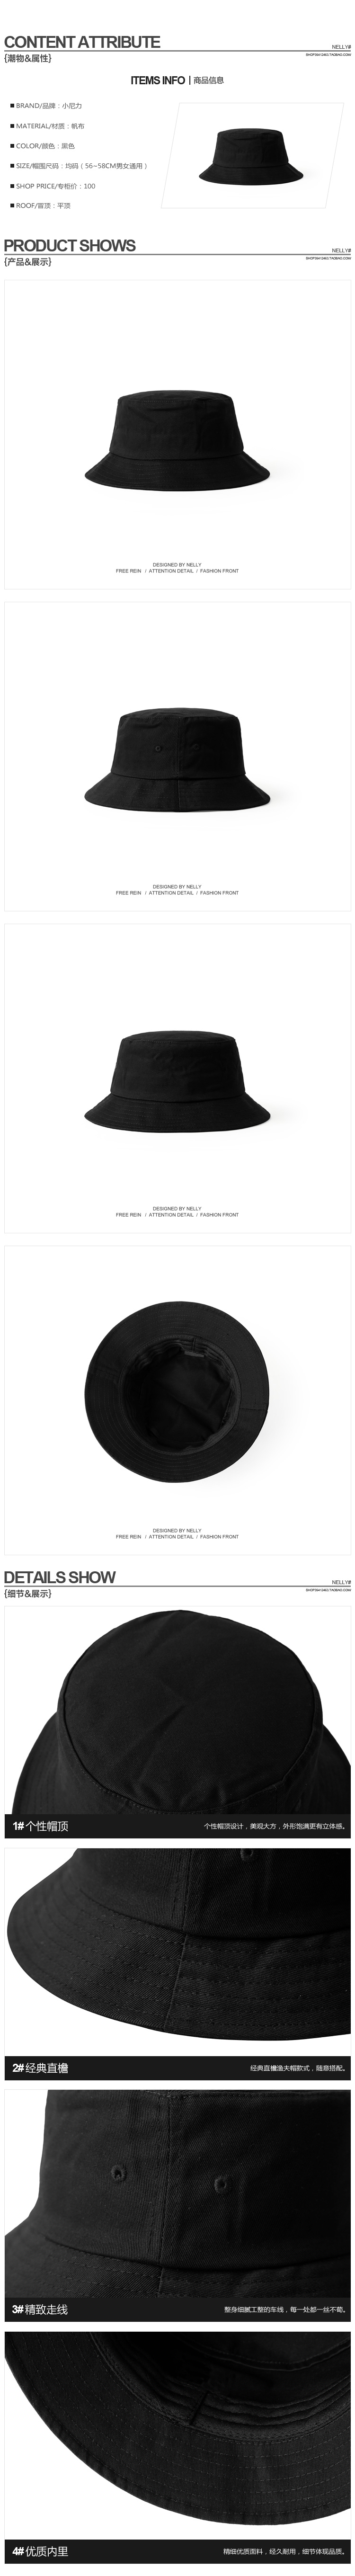 CONTENT ATTRIBUTE
NELLY#
{潮物&属性}
ITEMS INFO | 商品信息
■ BRAND/品牌：小尼力
■ MATERIAL/材质：帆布
■ COLOR/颜色：黑色
■ SIZE/帽围尺码：均码（56~58CM男女通用）
■ SHOP PRICE/专柜价：100
■ ROOF/冒顶：平顶
PRODUCT SHOWS
NELLY#
{产品&展示}
DESIGNED BY NELLY
FREE REIN / ATTENTION DETAIL / FASHION FRONT
DESIGNED BY NELLY
FREE REIN / ATTENTION DETAIL / FASHION FRONT
DESIGNED BY NELLY
FREE REIN / ATTENTION DETAIL / FASHION FRONT
DESIGNED BY NELLY
FREE REIN / ATTENTION DETAIL / FASHION FRONT
DETAILS SHOW
NELLY#
{细节&展示}
1# 个性帽顶
个性帽顶设计，美观大方，外形饱满更有立体感。
2# 经典直檐
经典直檐渔夫帽款式，随意搭配。
3# 精致走线
整身细腻工整的车线，每一处都一丝不苟。
4# 优质内里
精细优质面料，经久耐用，细节体现品质。